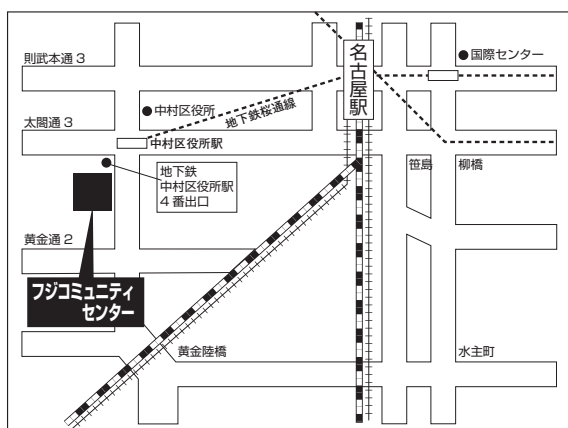 則武本通3
名古屋駅
国際センター
中村区役所
地下鉄桜通線
太閤通3
中村区役所駅
地下鉄
中村区役所駅
4番出口
笹島
柳橋
黄金通2
フジコミュニティ
センター
黄金陸橋
水主町